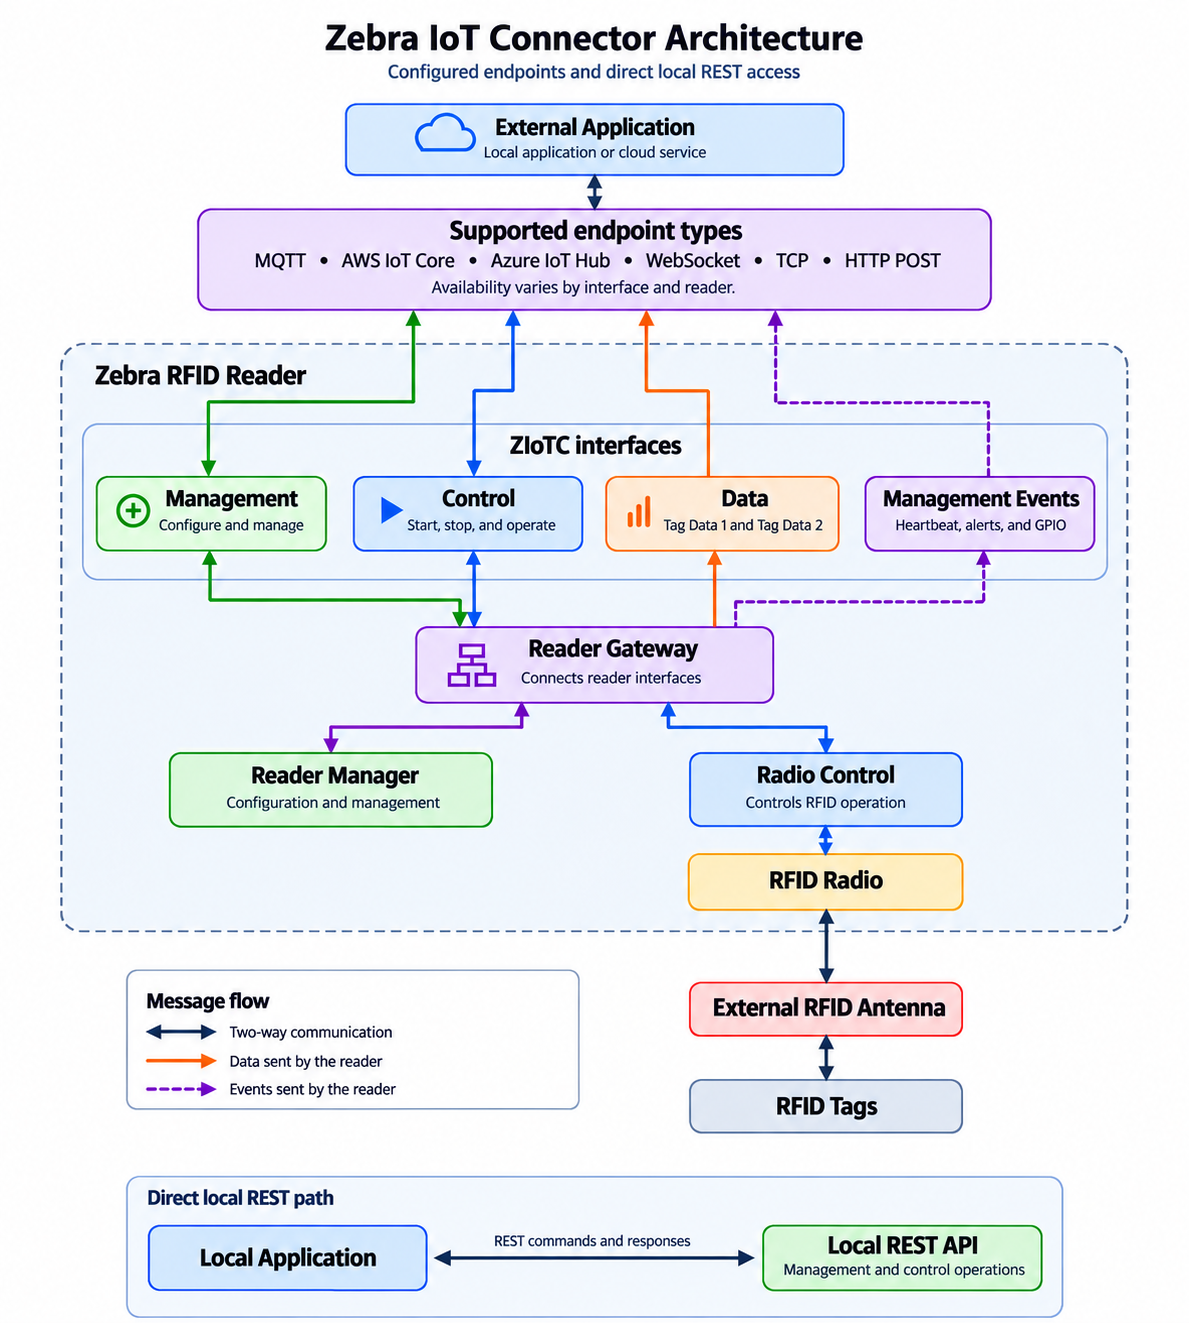 Zebra IoT Connector Architecture
Configured endpoints and direct local REST access
External Application
Local application or cloud service
Supported endpoint types
MQTT • AWS IoT Core • Azure IoT Hub • WebSocket • TCP • HTTP POST
Availability varies by interface and reader.
Zebra RFID Reader
ZIoTC interfaces
Management
Configure and manage
Control
Start, stop, and operate
Data
Tag Data 1 and Tag Data 2
Management Events
Heartbeat, alerts, and GPIO
Reader Gateway
Connects reader interfaces
Reader Manager
Configuration and management
Radio Control
Controls RFID operation
RFID Radio
External RFID Antenna
RFID Tags
Message flow
Two-way communication
Data sent by the reader
Events sent by the reader
Direct local REST path
Local Application
REST commands and responses
Local REST API
Management and control operations